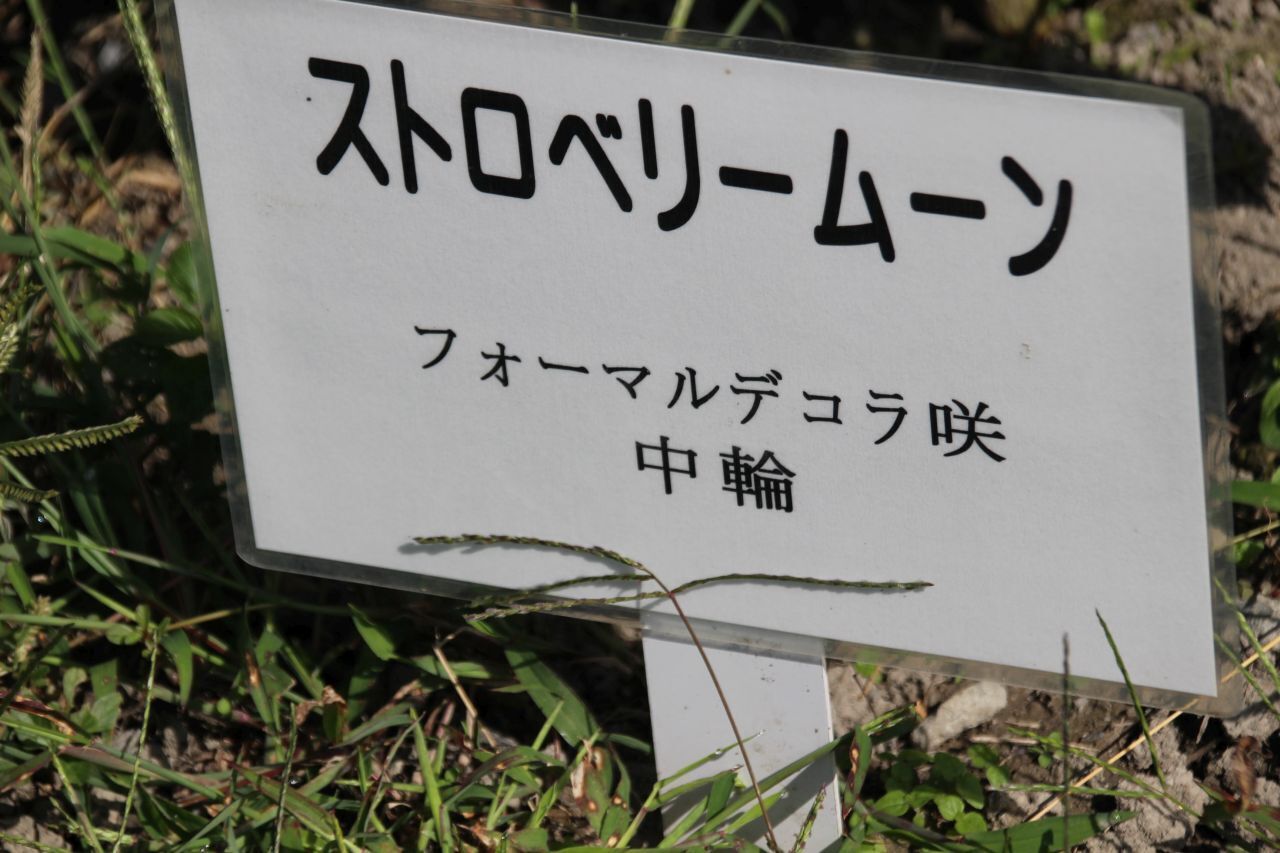 ストロベリームーン
フォーマルデコラ咲
中輪